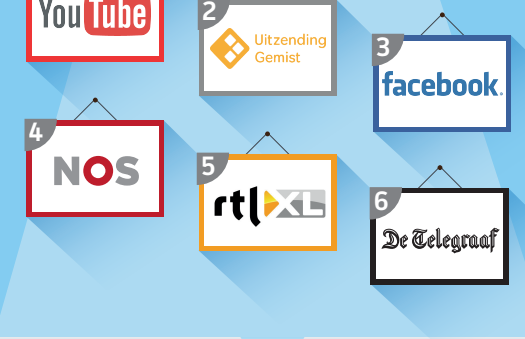 YouTube
2
Uitzending
Gemist
3
facebook.
4
NOS
5
rtl XL
6
De Telegraaf